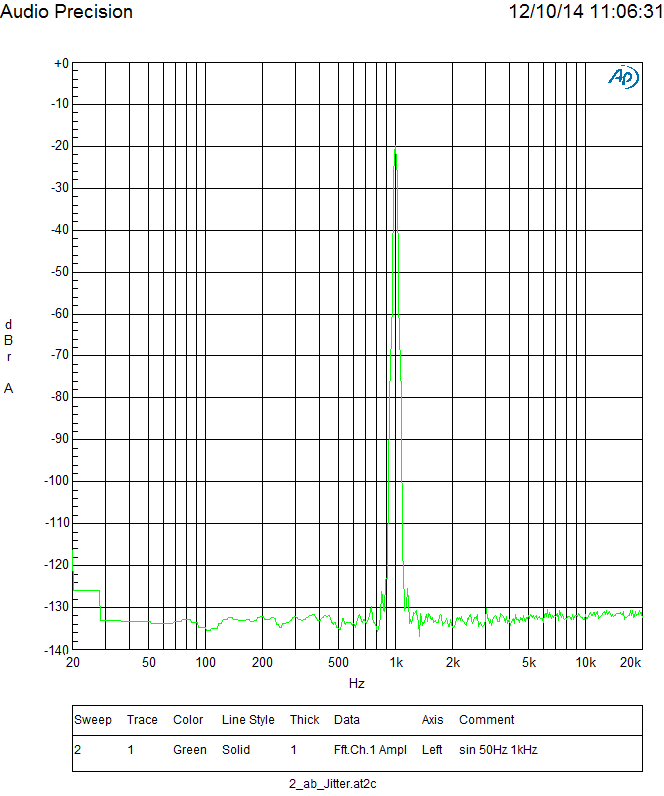 Audio Precision 12/10/14 11:06:31
Ap
+0
-10
-20
-30
-40
-50
-60
-70
-80
-90
-100
-110
-120
-130
-140
d
B
r
A
20 50 100 200 500 1k 2k 5k 10k 20k
Hz
Sweep Trace Color Line Style Thick Data Axis Comment
2 1 Green Solid 1 Fft.Ch.1 Ampl Left sin 50Hz 1kHz
2_ab_Jitter.at2c